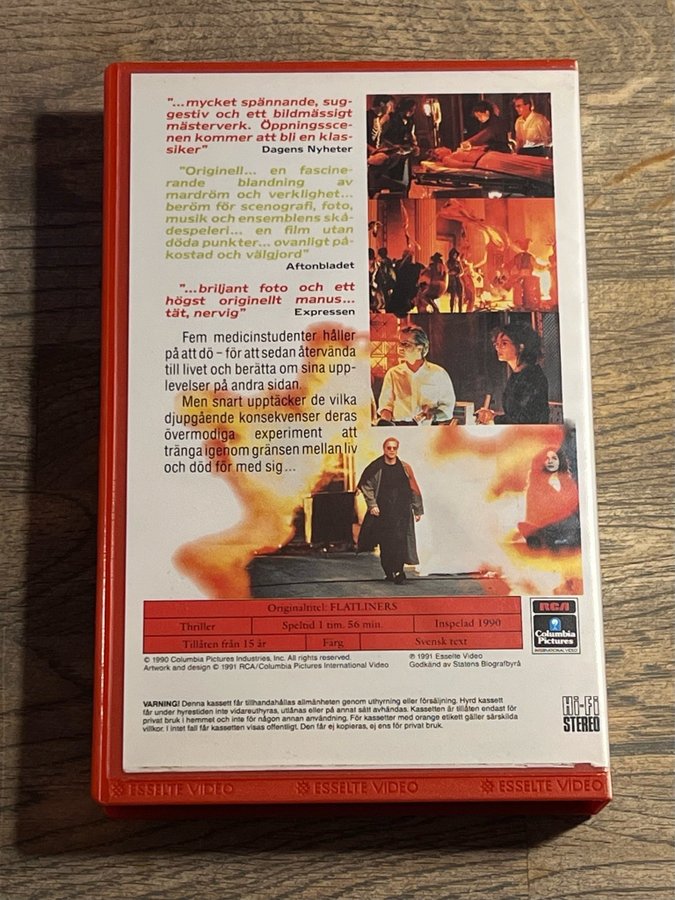 "...mycket spännande, sug-
gestiv och ett bildmässigt
mästerverk. Öppningssce-
nen kommer att bli en klas-
siker" Dagens Nyheter
"Originell... en fascine-
rande blandning av
mardröm och verklighet...
beröm för scenografi, foto,
musik och ensemblens skå-
despeleri... en film utan
döda punkter... ovanligt på-
kostad och välgjord"
Aftonbladet
"...briljant foto och ett
högst originellt manus...
tät, nervig" Expressen
Fem medicinstudenter håller
på att dö – för att sedan återvända
till livet och berätta om sina upp-
levelser på andra sidan.
Men snart upptäcker de vilka
djupgående konsekvenser deras
övermodiga experiment att
tränga igenom gränsen mellan liv
och död för med sig...
Originaltitel: FLATLINERS
Thriller Speltid 1 tim. 56 min. Inspelad 1990
Tillåten från 15 år Färg Svensk text
© 1990 Columbia Pictures Industries, Inc. All rights reserved.
Artwork and design © 1991 RCA/Columbia Pictures International Video
℗ 1991 Esselte Video
Godkänd av Statens Biografbyrå
RCA
Columbia
Pictures
INTERNATIONAL VIDEO
VARNING! Denna kassett får tillhandahållas allmänheten genom uthyrning eller försäljning. Hyrd kassett
får under hyrestiden inte vidareuthyras, utlånas eller på annat sätt avhändas. Kassetten är tillåten endast för
privat bruk i hemmet och inte för någon annan användning. För kassetter med orange etikett gäller särskilda
villkor. I intet fall får kassetten visas offentligt. Den får ej kopieras, ej ens för privat bruk.
Hi-Fi
STEREO
ESSELTE VIDEO ESSELTE VIDEO ESSELTE VIDEO